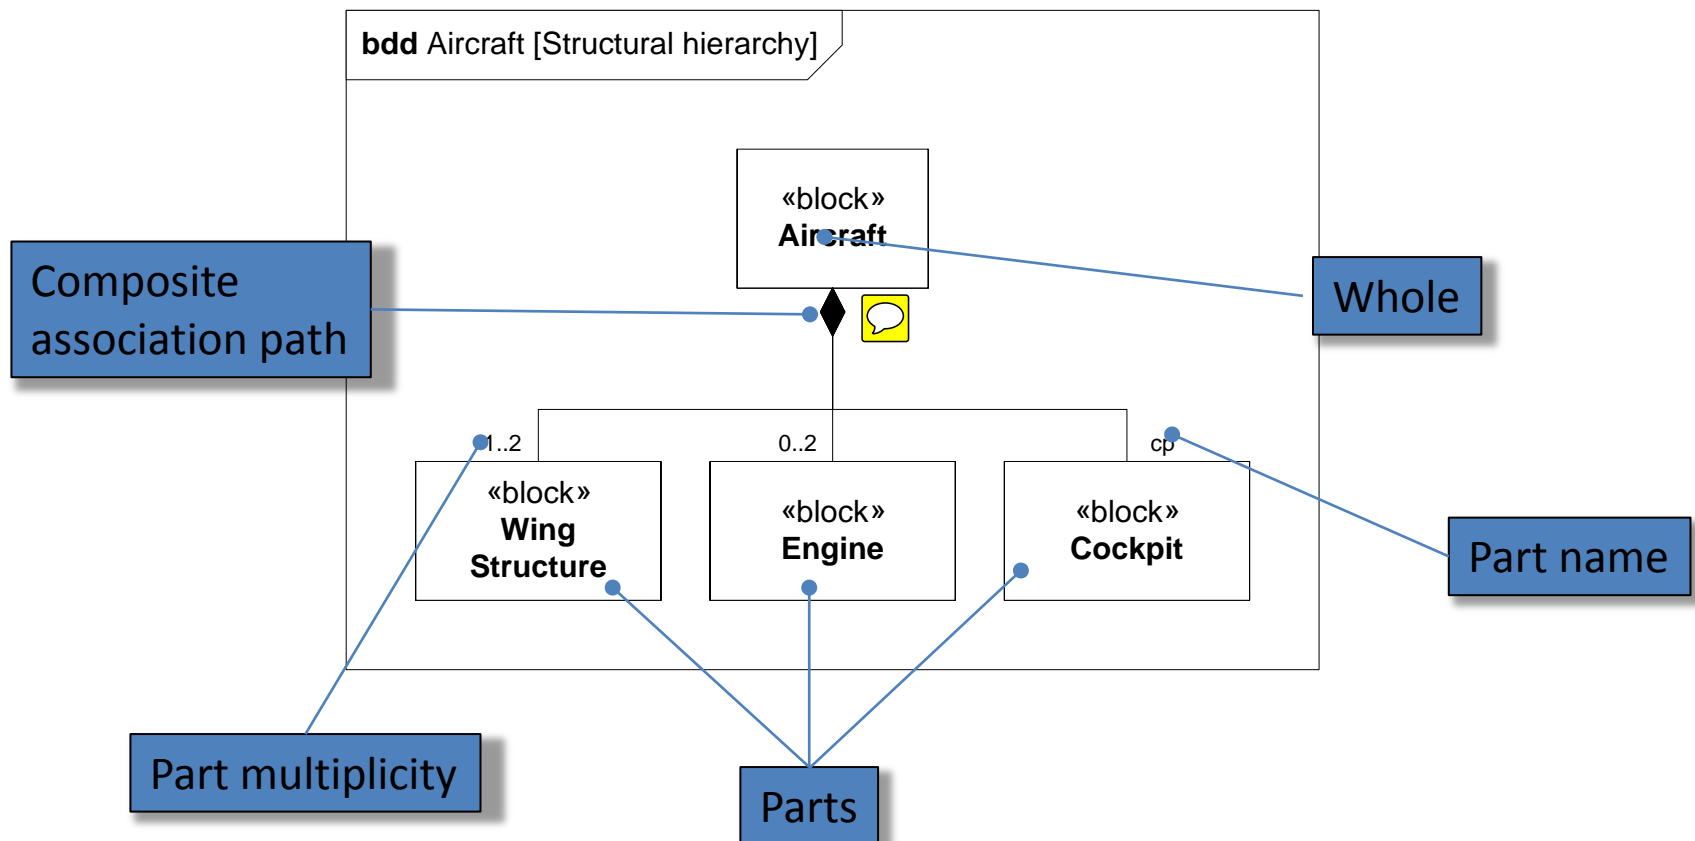 bdd Aircraft [Structural hierarchy]
«block»
Aircraft
Composite
association path
Whole
1..2
0..2
cp
«block»
Wing
Structure
«block»
Engine
«block»
Cockpit
Part name
Part multiplicity
Parts